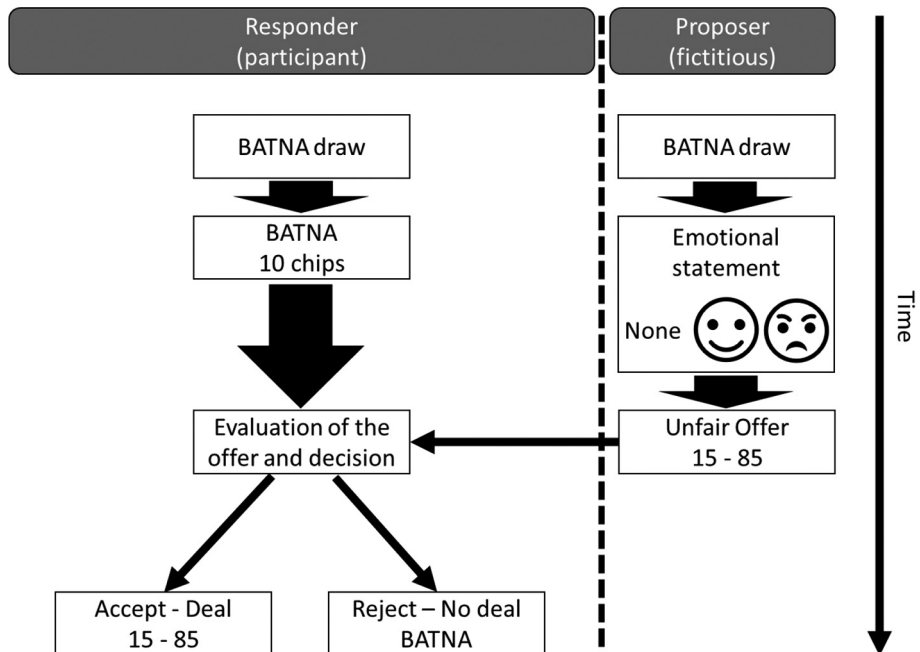 Responder
(participant)
Proposer
(fictitious)
BATNA draw
BATNA draw
BATNA
10 chips
Emotional
statement
None
Time
Evaluation of the
offer and decision
Unfair Offer
15 - 85
Accept - Deal
15 - 85
Reject – No deal
BATNA